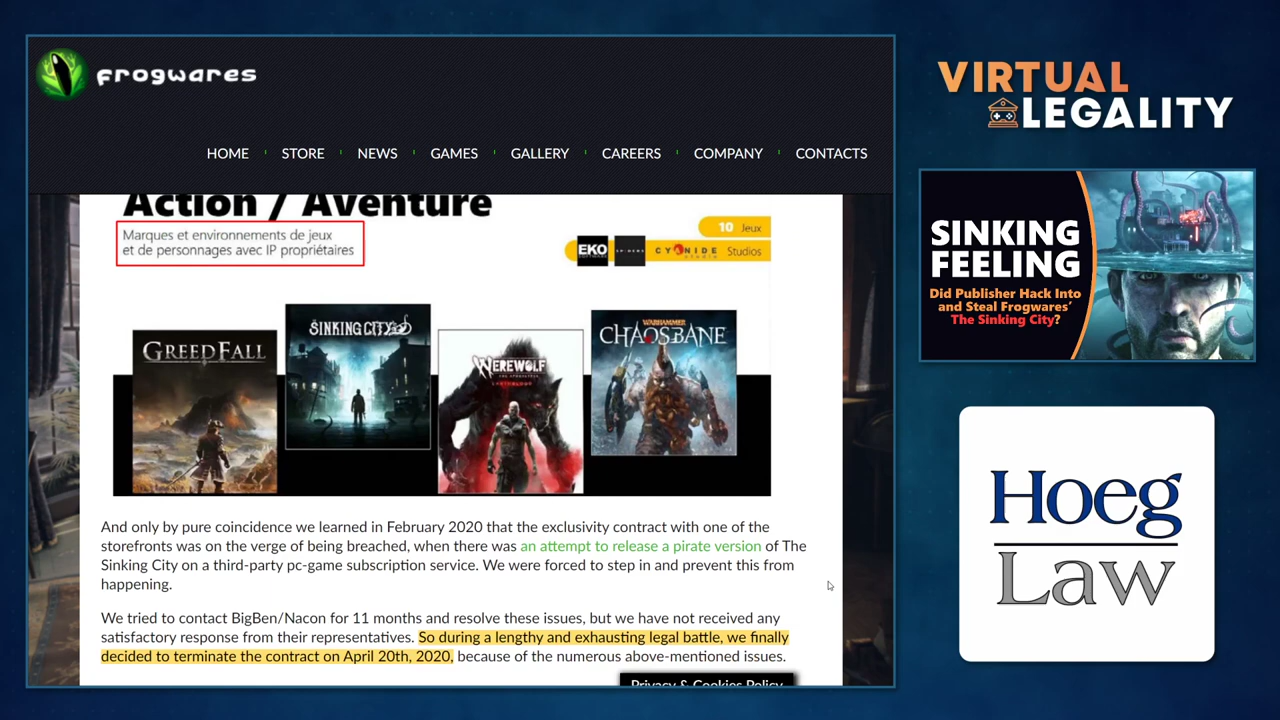 frogwares
HOME STORE NEWS GAMES GALLERY CAREERS COMPANY CONTACTS
Action / Aventure
Marques et environnements de jeux
et de personnages avec IP propriétaires
10 Jeux
EKO CYANIDE Studios
GREEDFALL
SINKING CITY
WEREWOLF
WARHAMMER
CHAOSBANE
And only by pure coincidence we learned in February 2020 that the exclusivity contract with one of the
storefronts was on the verge of being breached, when there was an attempt to release a pirate version of The
Sinking City on a third-party pc-game subscription service. We were forced to step in and prevent this from
happening.
We tried to contact BigBen/Nacon for 11 months and resolve these issues, but we have not received any
satisfactory response from their representatives. So during a lengthy and exhausting legal battle, we finally
decided to terminate the contract on April 20th, 2020, because of the numerous above-mentioned issues.
Privacy & Cookies Policy
VIRTUAL
LEGALITY
SINKING
FEELING
Did Publisher Hack Into
and Steal Frogwares'
The Sinking City?
Hoeg
Law